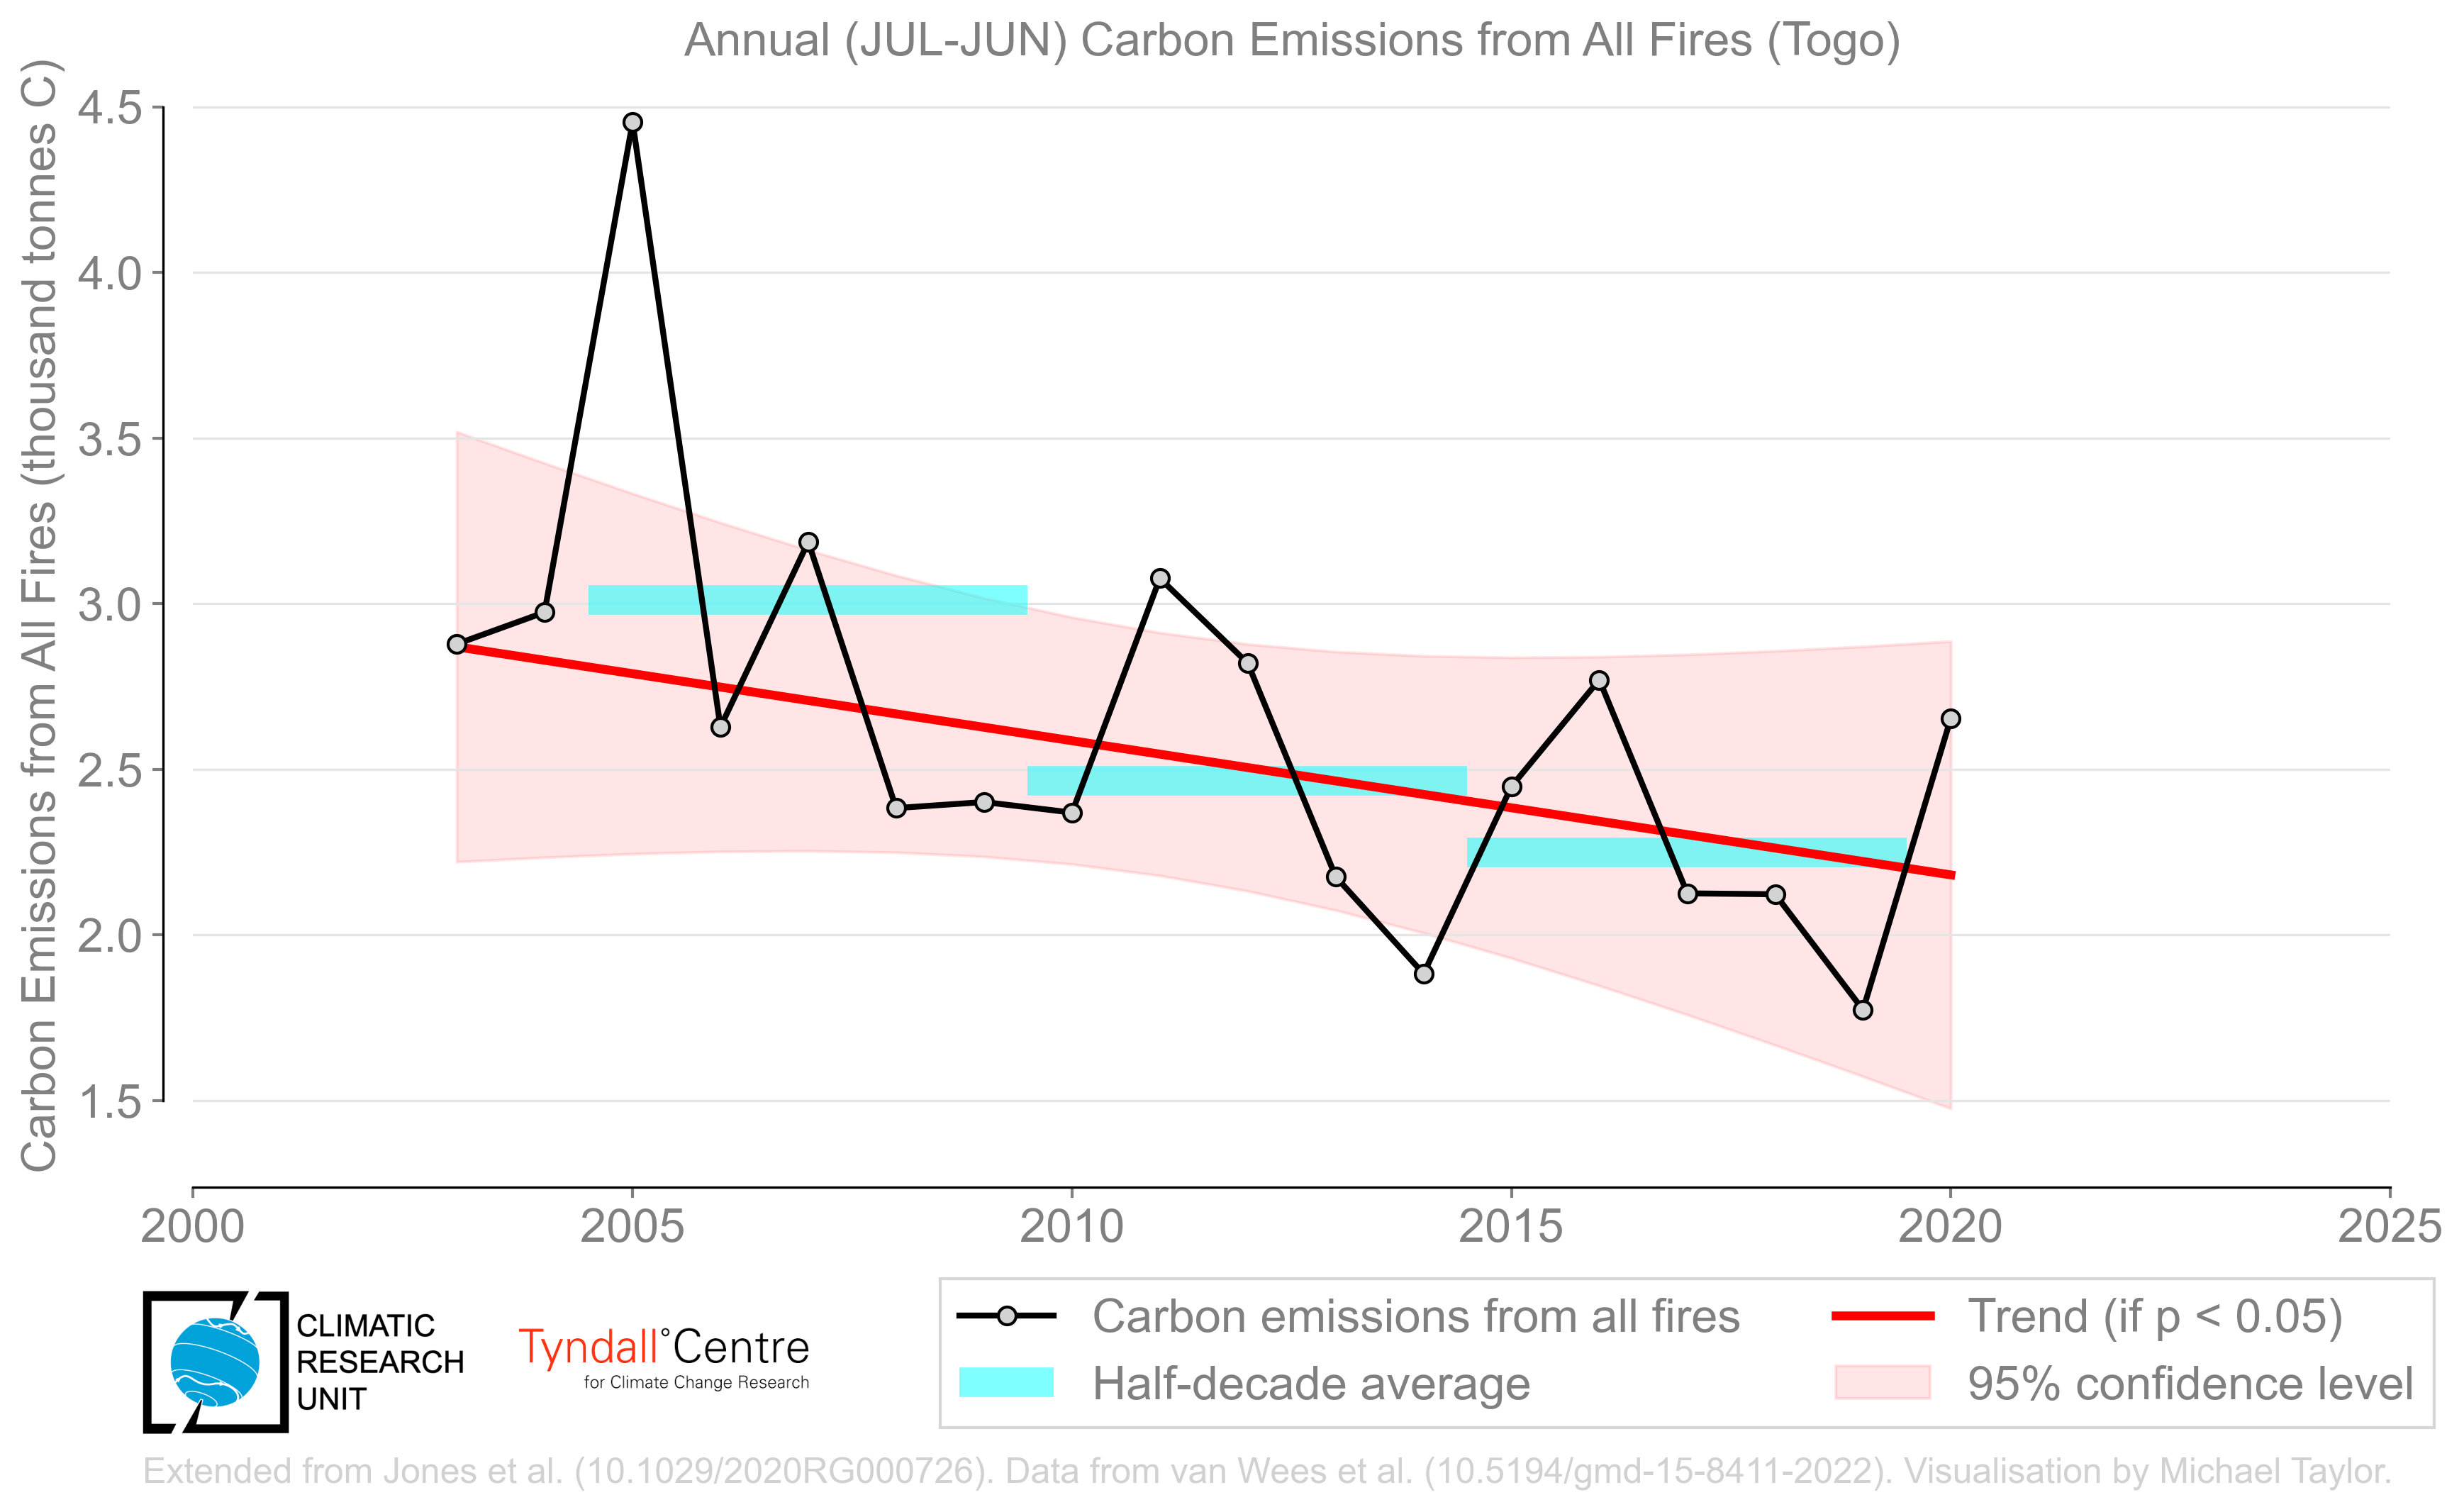 Annual (JUL-JUN) Carbon Emissions from All Fires (Togo)
Carbon Emissions from All Fires (thousand tonnes C)
4.5
4.0
3.5
3.0
2.5
2.0
1.5
2000 2005 2010 2015 2020 2025
CLIMATIC
RESEARCH
UNIT
Tyndall°Centre
for Climate Change Research
Carbon emissions from all fires
Half-decade average
Trend (if p < 0.05)
95% confidence level
Extended from Jones et al. (10.1029/2020RG000726). Data from van Wees et al. (10.5194/gmd-15-8411-2022). Visualisation by Michael Taylor.